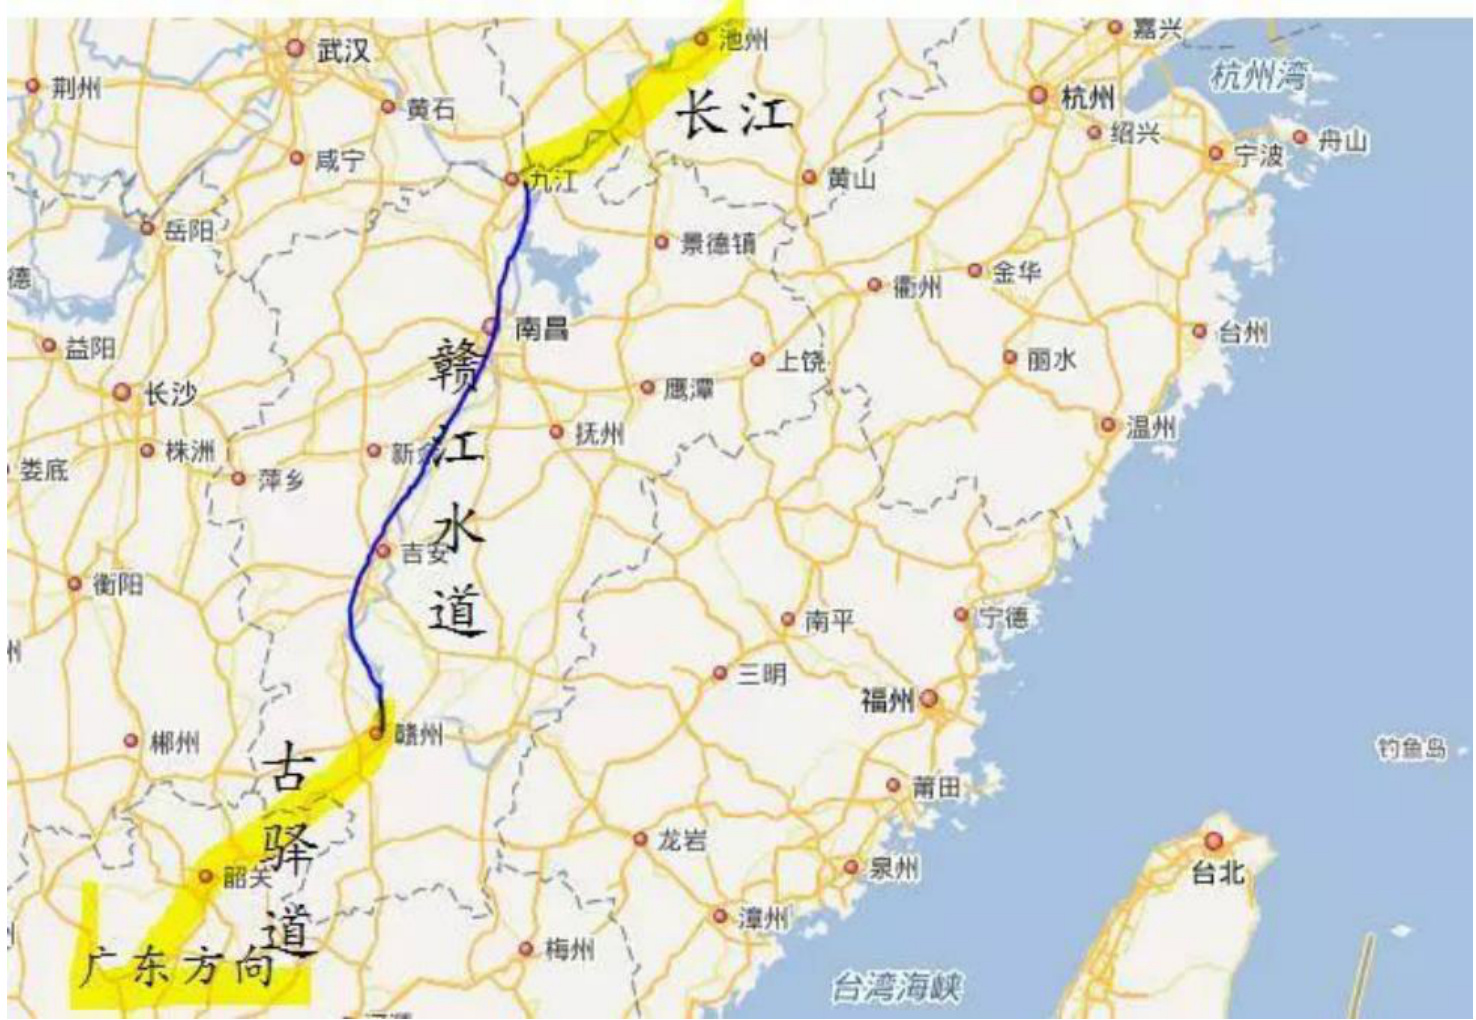 池州
嘉兴
武汉
杭州湾
荆州
杭州
黄石
长江
绍兴
舟山
宁波
咸宁
九江
黄山
岳阳
景德镇
德
金华
衢州
南昌
台州
益阳
上饶
丽水
赣江水道
长沙
鹰潭
温州
抚州
株洲
新余
娄底
萍乡
吉安
衡阳
南平
宁德
州
三明
福州
赣州
郴州
钓鱼岛
古驿道
莆田
龙岩
泉州
台北
韶关
漳州
梅州
广东方向
台湾海峡